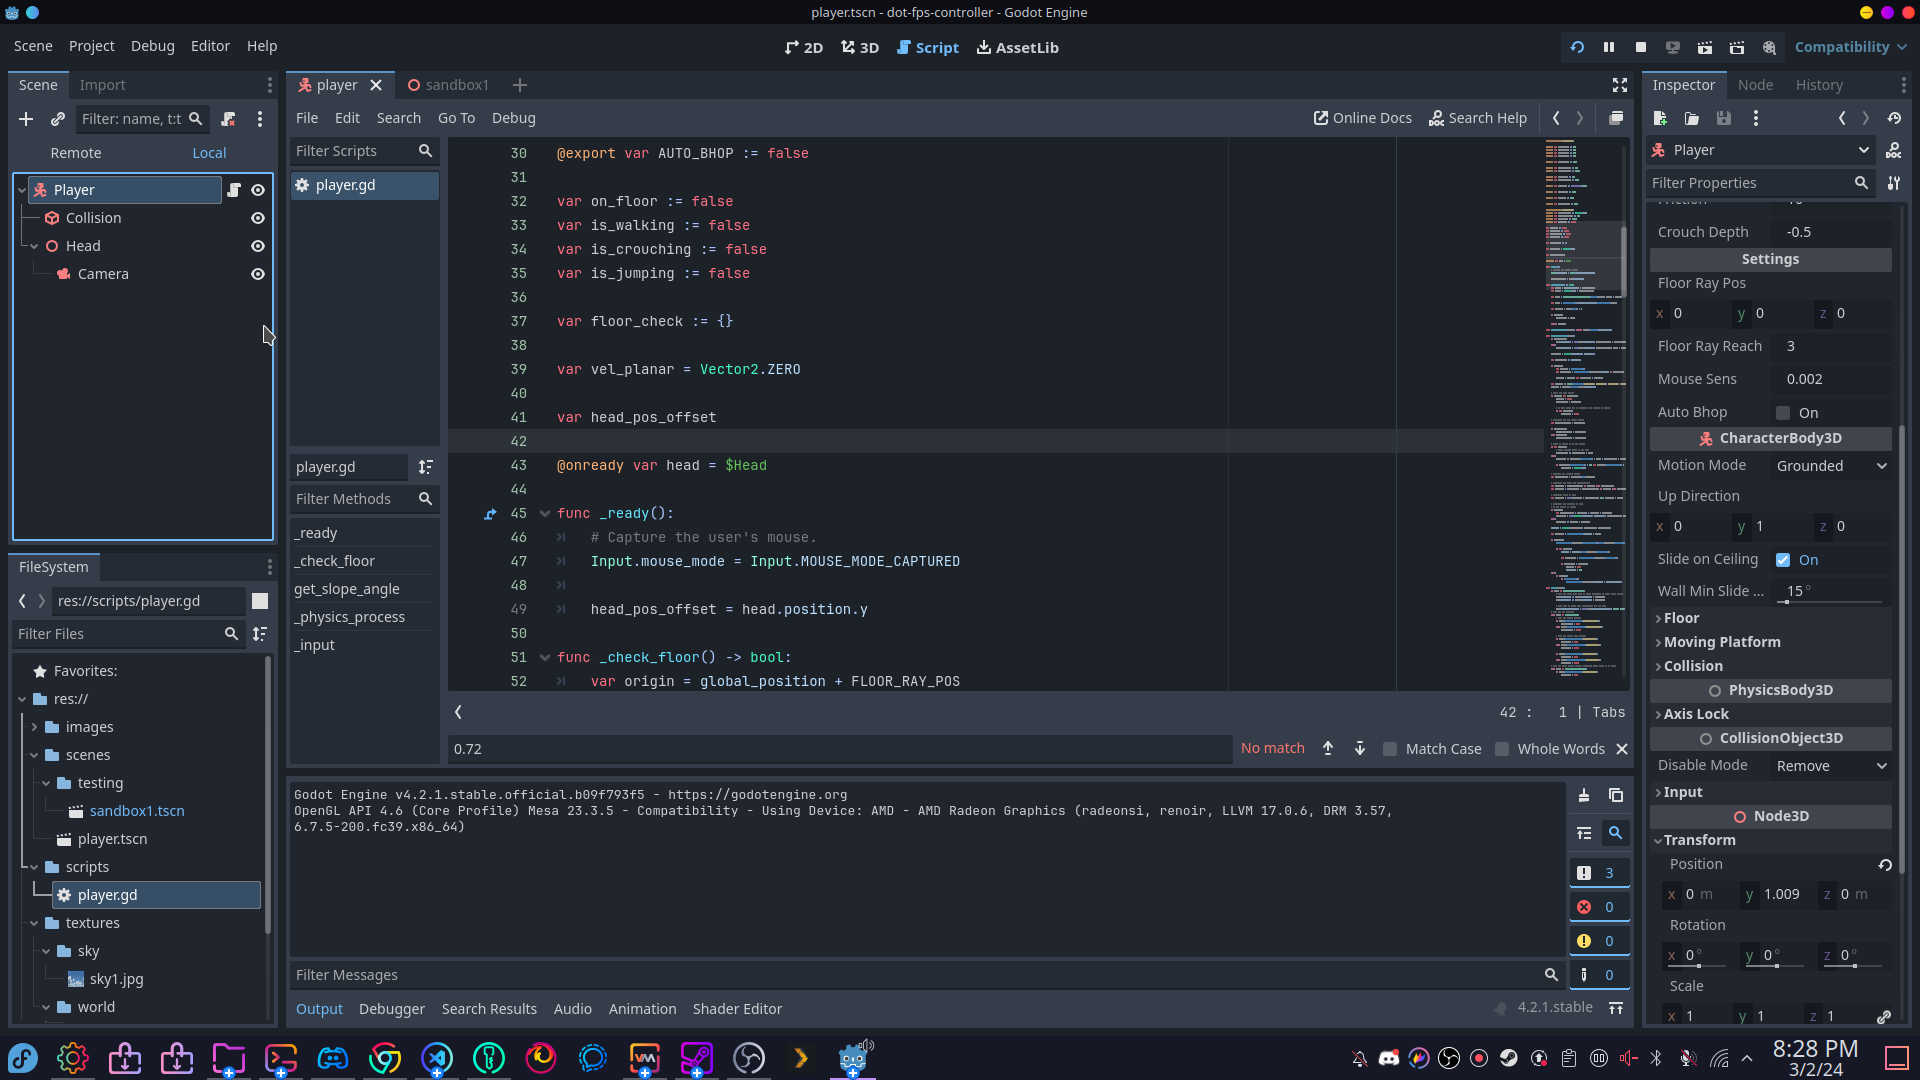 player.tscn - dot-fps-controller - Godot Engine
Scene Project Debug Editor Help
2D 3D Script AssetLib
Compatibility
Scene Import
Filter: name, t:t
Remote Local
Player
Collision
Head
Camera
FileSystem
res://scripts/player.gd
Filter Files
Favorites:
res://
images
scenes
testing
sandbox1.tscn
player.tscn
scripts
player.gd
textures
sky
sky1.jpg
world
player sandbox1
File Edit Search Go To Debug
Online Docs Search Help
Filter Scripts
player.gd
player.gd
Filter Methods
_ready
_check_floor
get_slope_angle
_physics_process
_input
30 @export var AUTO_BHOP := false
31
32 var on_floor := false
33 var is_walking := false
34 var is_crouching := false
35 var is_jumping := false
36
37 var floor_check := {}
38
39 var vel_planar = Vector2.ZERO
40
41 var head_pos_offset
42
43 @onready var head = $Head
44
45 func _ready():
46 # Capture the user's mouse.
47 Input.mouse_mode = Input.MOUSE_MODE_CAPTURED
48
49 head_pos_offset = head.position.y
50
51 func _check_floor() -> bool:
52 var origin = global_position + FLOOR_RAY_POS
42 : 1 | Tabs
0.72
No match
Match Case Whole Words
Godot Engine v4.2.1.stable.official.b09f793f5 - https://godotengine.org
OpenGL API 4.6 (Core Profile) Mesa 23.3.5 - Compatibility - Using Device: AMD - AMD Radeon Graphics (radeonsi, renoir, LLVM 17.0.6, DRM 3.57,
6.7.5-200.fc39.x86_64)
3
0
0
0
Filter Messages
Output Debugger Search Results Audio Animation Shader Editor
4.2.1.stable
Inspector Node History
Player
Filter Properties
Crouch Depth -0.5
Settings
Floor Ray Pos
x 0 y 0 z 0
Floor Ray Reach 3
Mouse Sens 0.002
Auto Bhop On
CharacterBody3D
Motion Mode Grounded
Up Direction
x 0 y 1 z 0
Slide on Ceiling On
Wall Min Slide ... 15 °
Floor
Moving Platform
Collision
PhysicsBody3D
Axis Lock
CollisionObject3D
Disable Mode Remove
Input
Node3D
Transform
Position
x 0 m y 1.009 z 0 m
Rotation
x 0 ° y 0 ° z 0 °
Scale
x 1 y 1 z 1
8:28 PM
3/2/24